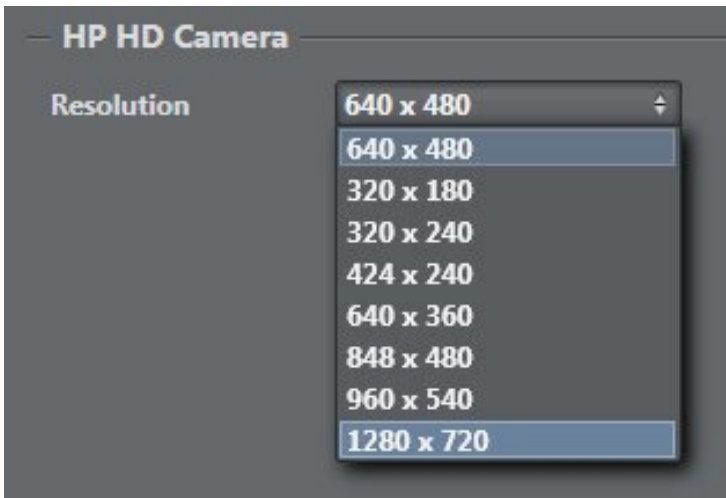 HP HD Camera
Resolution 640 x 480
640 x 480
320 x 180
320 x 240
424 x 240
640 x 360
848 x 480
960 x 540
1280 x 720